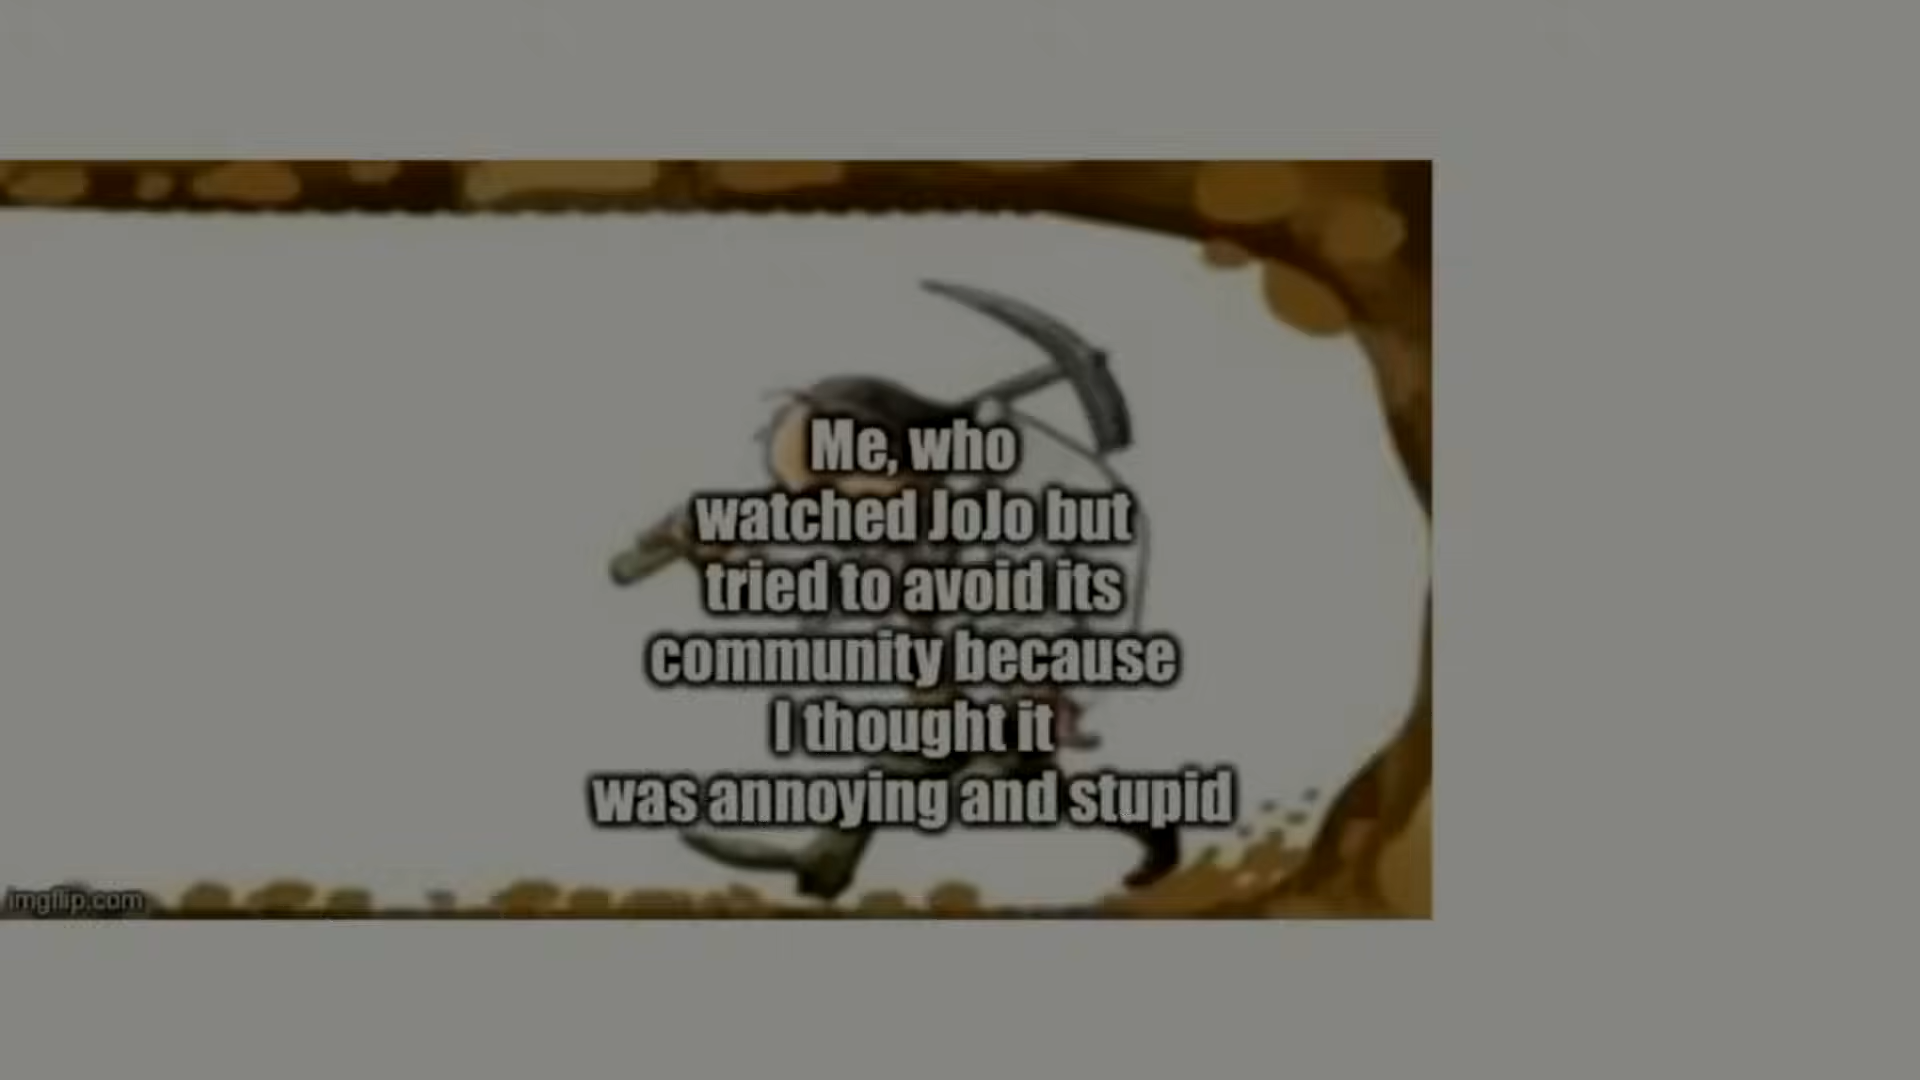 Me, who
watched JoJo but
tried to avoid its
community because
I thought it
was annoying and stupid
imgflip.com